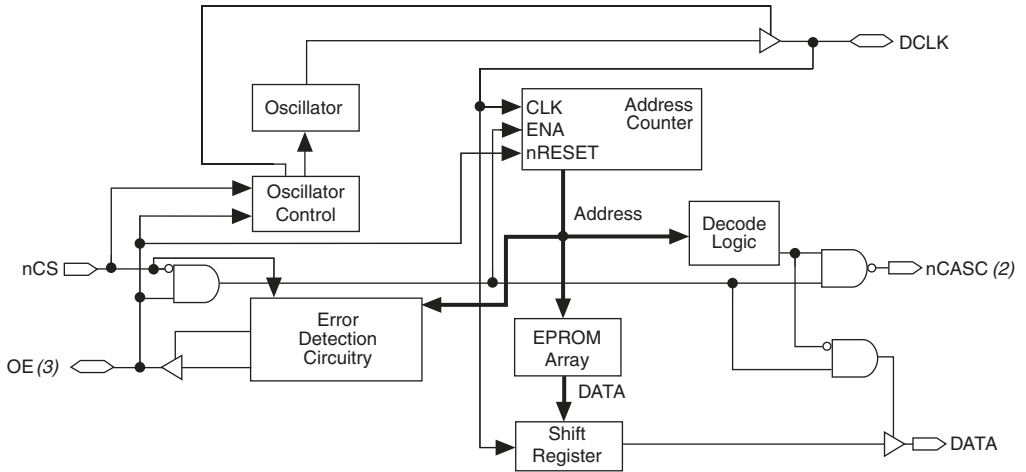 DCLK
Oscillator
CLK
Address
Counter
ENA
nRESET
Oscillator
Control
Address
Decode
Logic
nCS
nCASC (2)
Error
Detection
Circuitry
EPROM
Array
OE (3)
DATA
Shift
Register
DATA